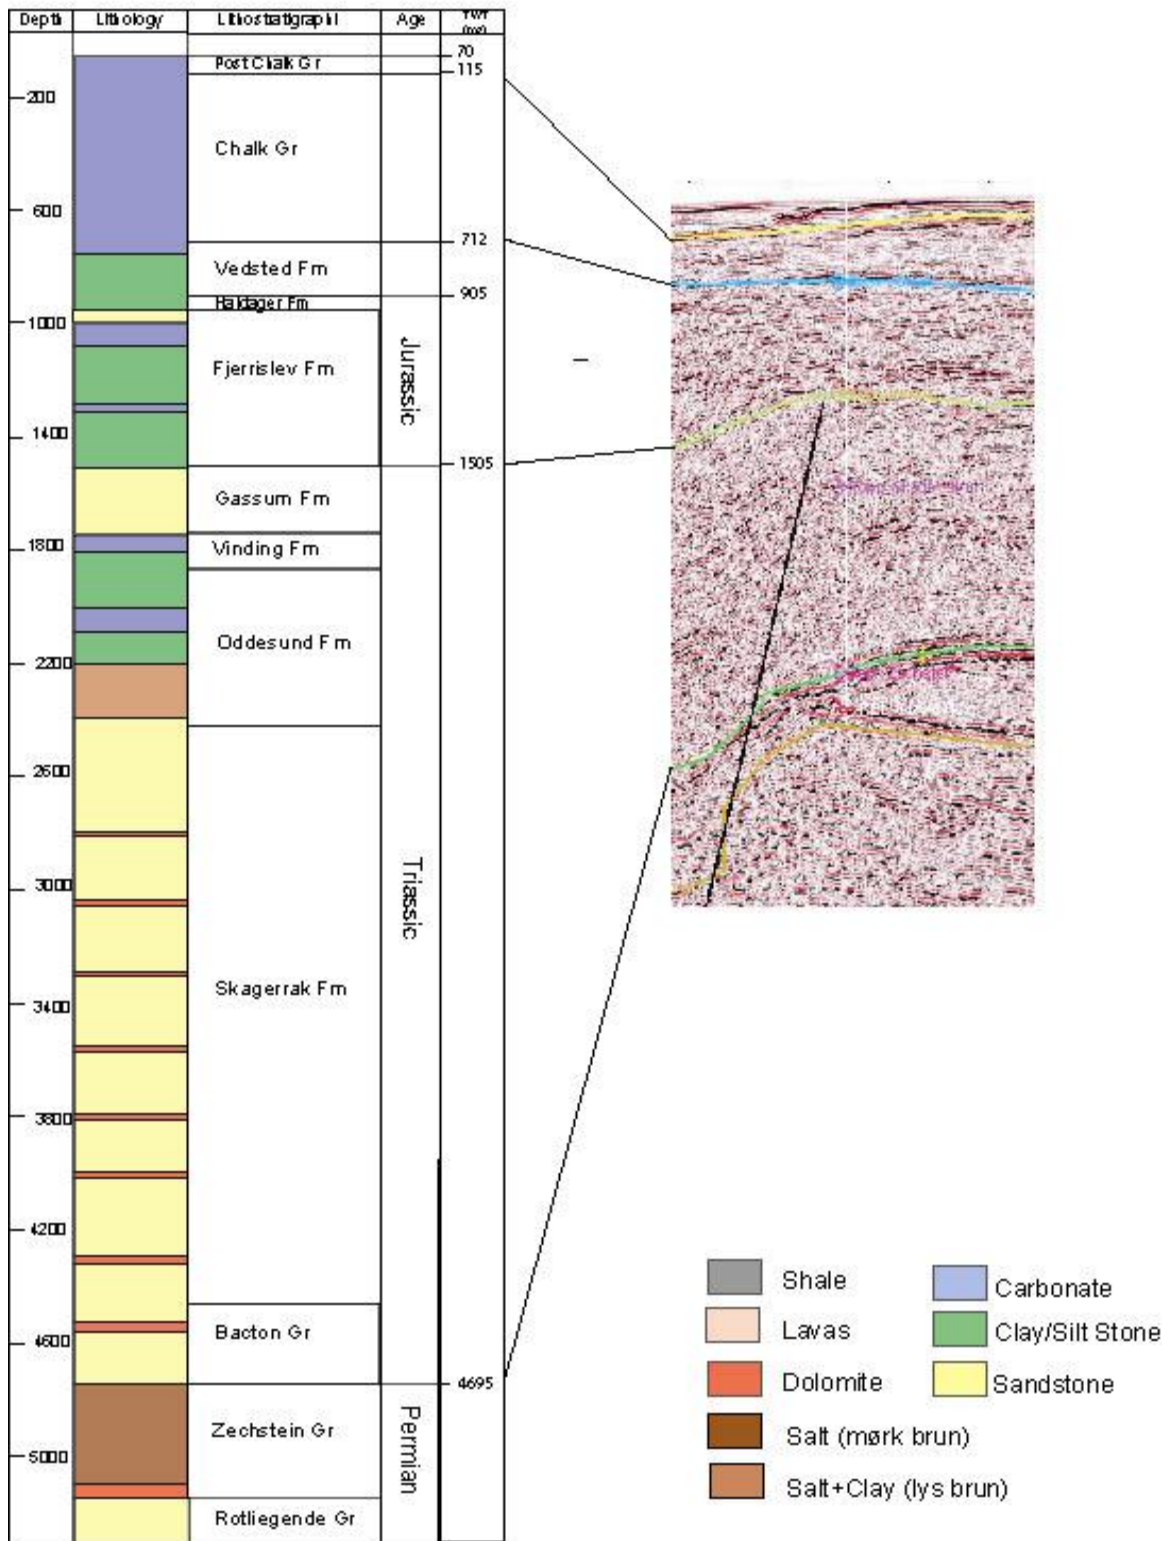 Depth Lithology Lithostratigraphi Age TWT (ms)
70
Post Chalk Gr
115
200
Chalk Gr
600
712
Vedsted Fm
905
Haldager Fm
1000
Fjerrislev Fm
Jurassic
1400
1505
Gassum Fm
1800
Vinding Fm
Oddesund Fm
2200
2600
3000
Triassic
Skagerrak Fm
3400
3800
4200
Bacton Gr
4600
4695
Zechstein Gr
Permian
5000
Rotliegende Gr
Shale
Lavas
Dolomite
Salt (mørk brun)
Salt+Clay (lys brun)
Carbonate
Clay/Silt Stone
Sandstone